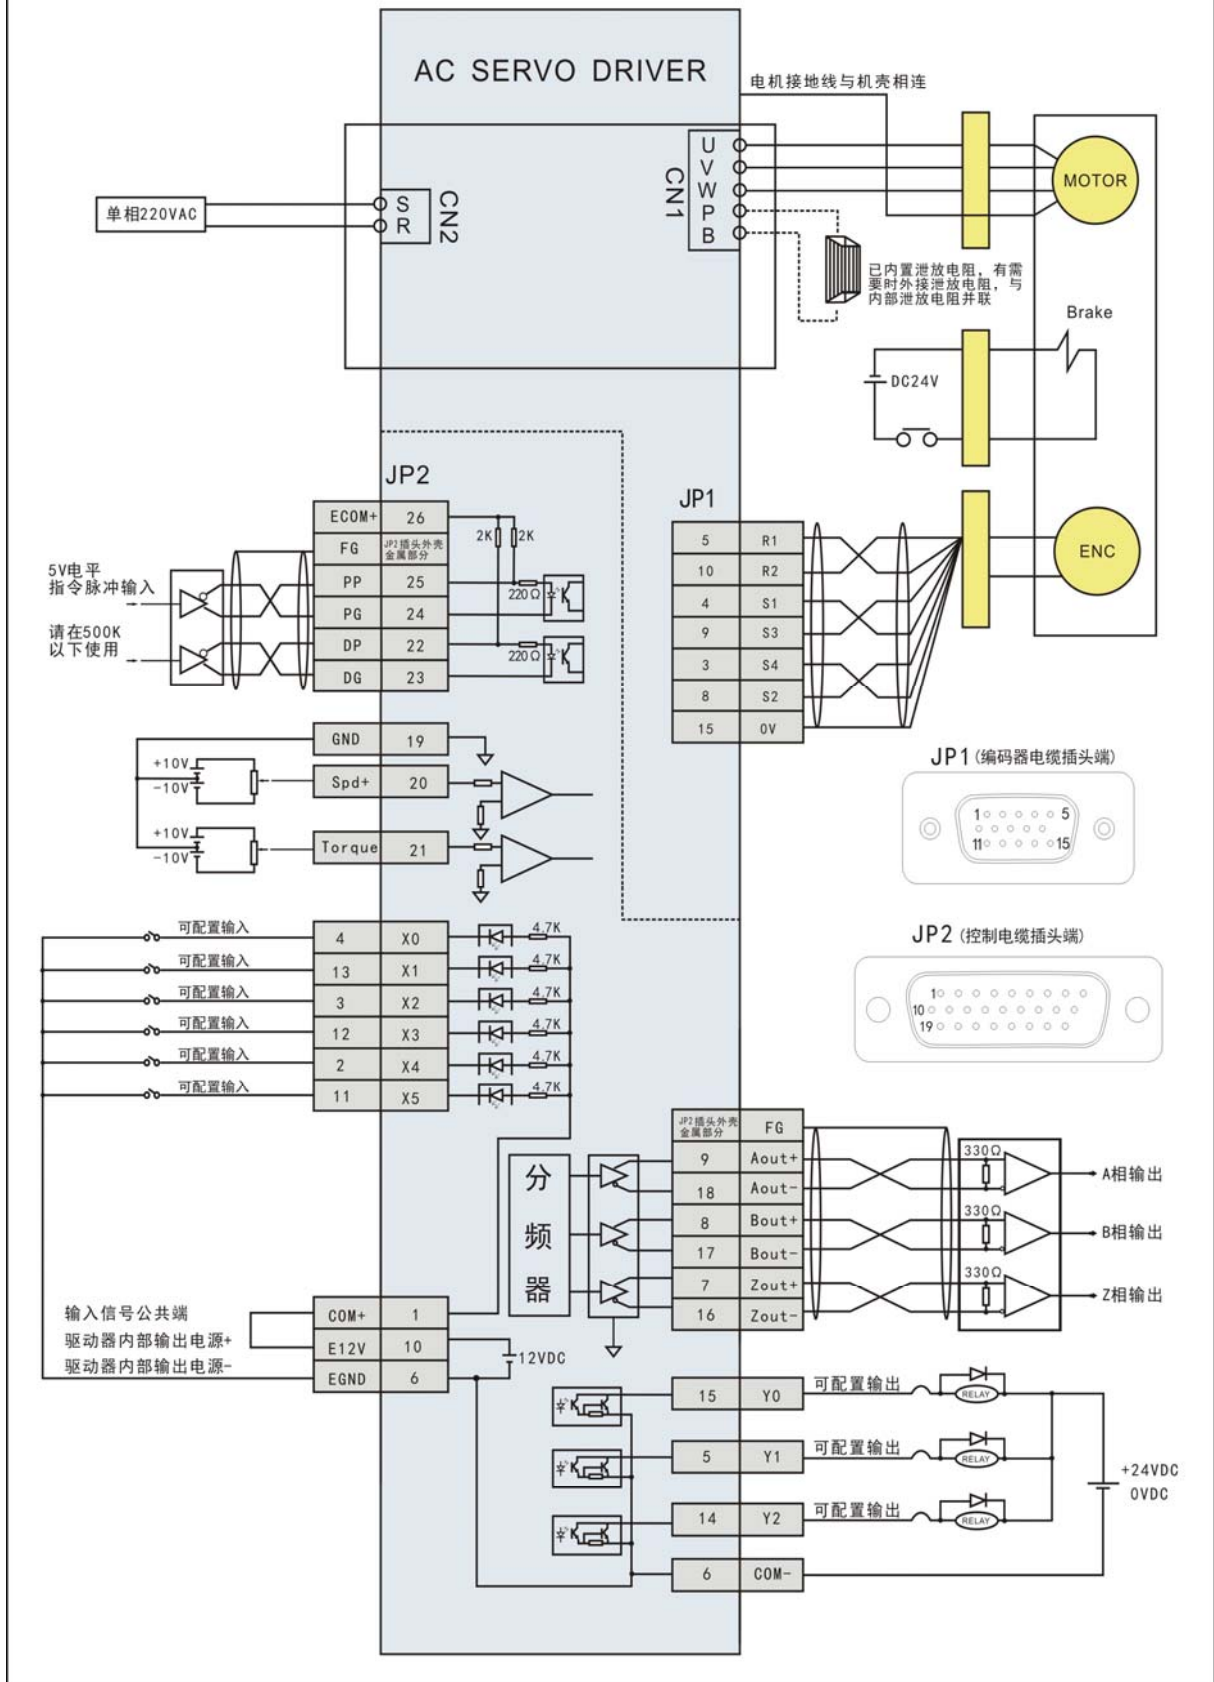 AC SERVO DRIVER
电机接地线与机壳相连
CN1
U
V
W
P
B
MOTOR
单相220VAC
CN2
S
R
已内置泄放电阻，有需
要时外接泄放电阻，与
内部泄放电阻并联
Brake
DC24V
JP2
ECOM+ 26
FG JP2插头外壳
金属部分
PP 25
PG 24
DP 22
DG 23
2K 2K
220Ω
220Ω
5V电平
指令脉冲输入
请在500K
以下使用
JP1
5 R1
10 R2
4 S1
9 S3
3 S4
8 S2
15 0V
ENC
GND 19
+10V
-10V
Spd+ 20
+10V
-10V
Torque 21
JP1(编码器电缆插头端)
1 5
11 15
JP2(控制电缆插头端)
1
10
19
可配置输入 4 X0 4.7K
可配置输入 13 X1 4.7K
可配置输入 3 X2 4.7K
可配置输入 12 X3 4.7K
可配置输入 2 X4 4.7K
可配置输入 11 X5 4.7K
分
频
器
JP2插头外壳
金属部分 FG
9 Aout+
18 Aout-
8 Bout+
17 Bout-
7 Zout+
16 Zout-
330Ω
A相输出
330Ω
B相输出
330Ω
Z相输出
输入信号公共端
驱动器内部输出电源+
驱动器内部输出电源-
COM+ 1
E12V 10
EGND 6
12VDC
15 Y0 可配置输出 RELAY
5 Y1 可配置输出 RELAY
14 Y2 可配置输出 RELAY
6 COM-
+24VDC
0VDC